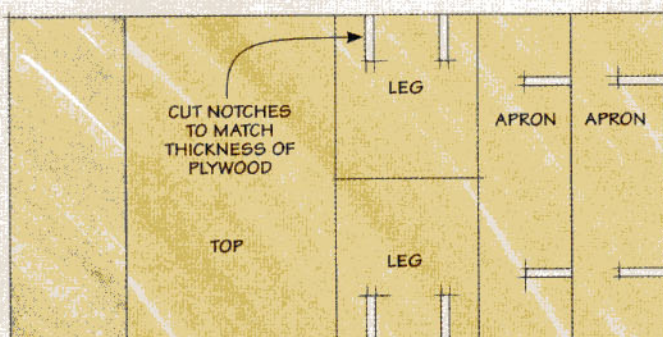 CUT NOTCHES
TO MATCH
THICKNESS OF
PLYWOOD
TOP
LEG
LEG
APRON
APRON